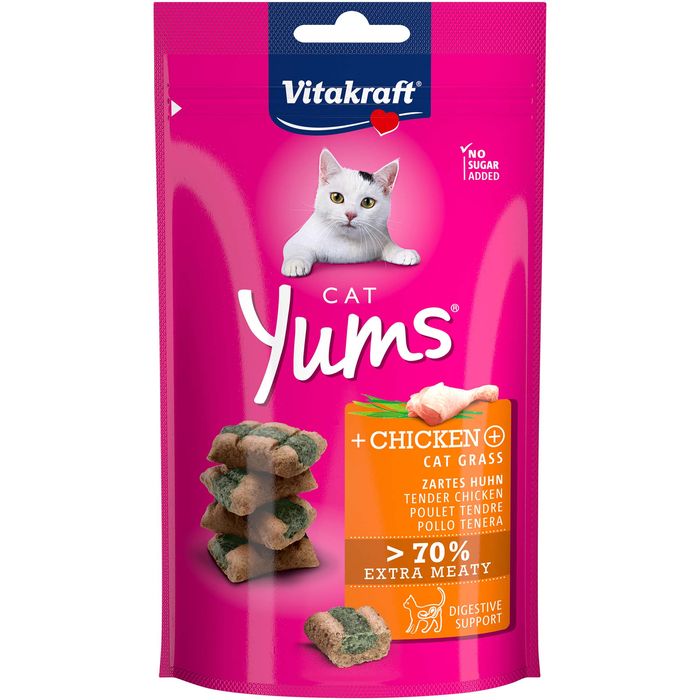 Vitakraft®
NO
SUGAR
ADDED
CAT
Yums®
+ CHICKEN +
CAT GRASS
ZARTES HUHN
TENDER CHICKEN
POULET TENDRE
POLLO TENERA
> 70%
EXTRA MEATY
DIGESTIVE
SUPPORT